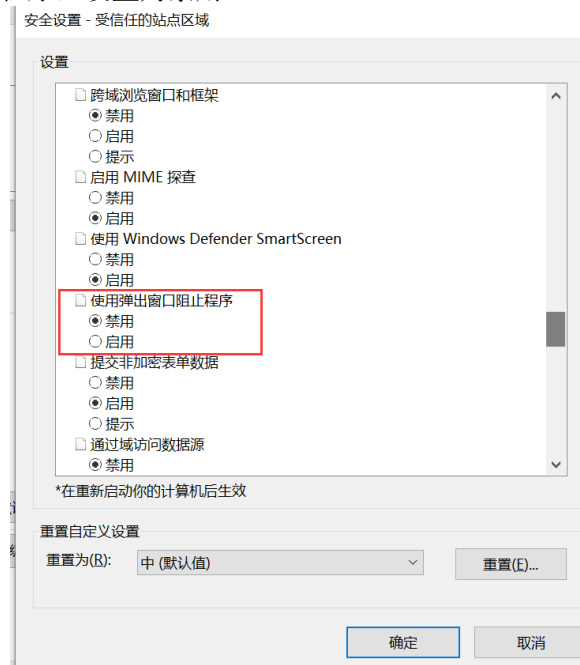 安全设置 - 受信任的站点区域
设置
跨域浏览窗口和框架
禁用
启用
提示
启用 MIME 探查
禁用
启用
使用 Windows Defender SmartScreen
禁用
启用
使用弹出窗口阻止程序
禁用
启用
提交非加密表单数据
禁用
启用
提示
通过域访问数据源
禁用
*在重新启动你的计算机后生效
重置自定义设置
重置为(R):
中 (默认值)
重置(E)...
确定
取消